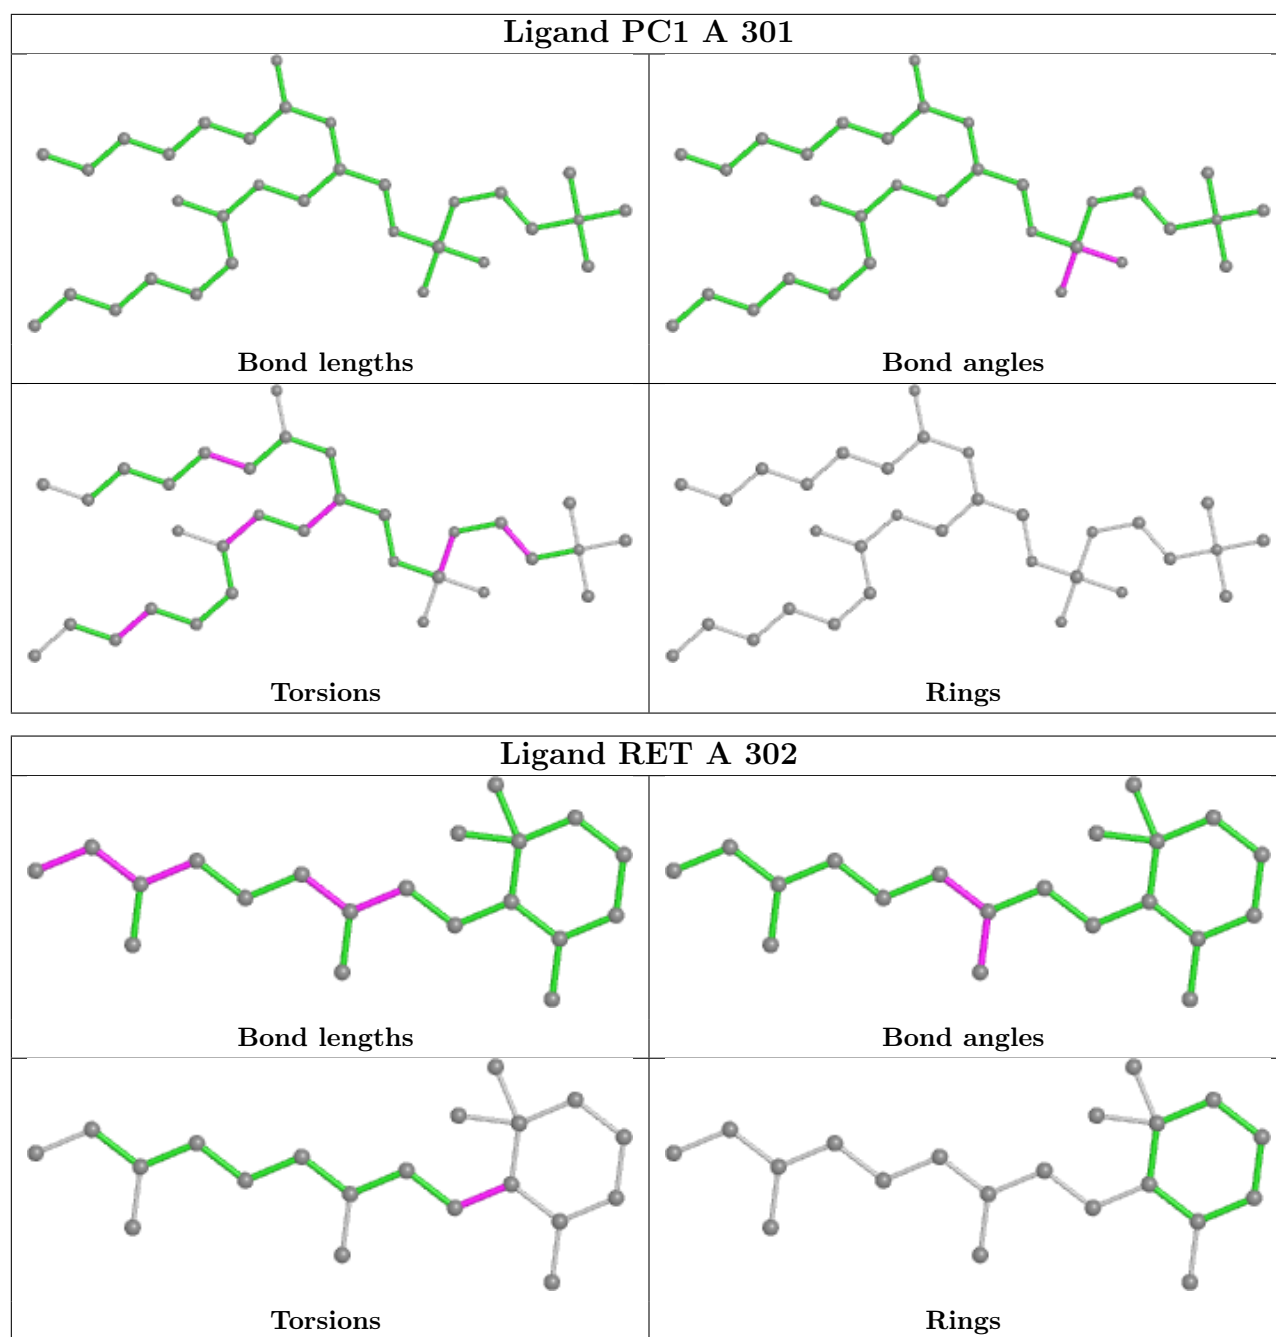 Ligand PC1 A 301
Bond lengths
Bond angles
Torsions
Rings
Ligand RET A 302
Bond lengths
Bond angles
Torsions
Rings